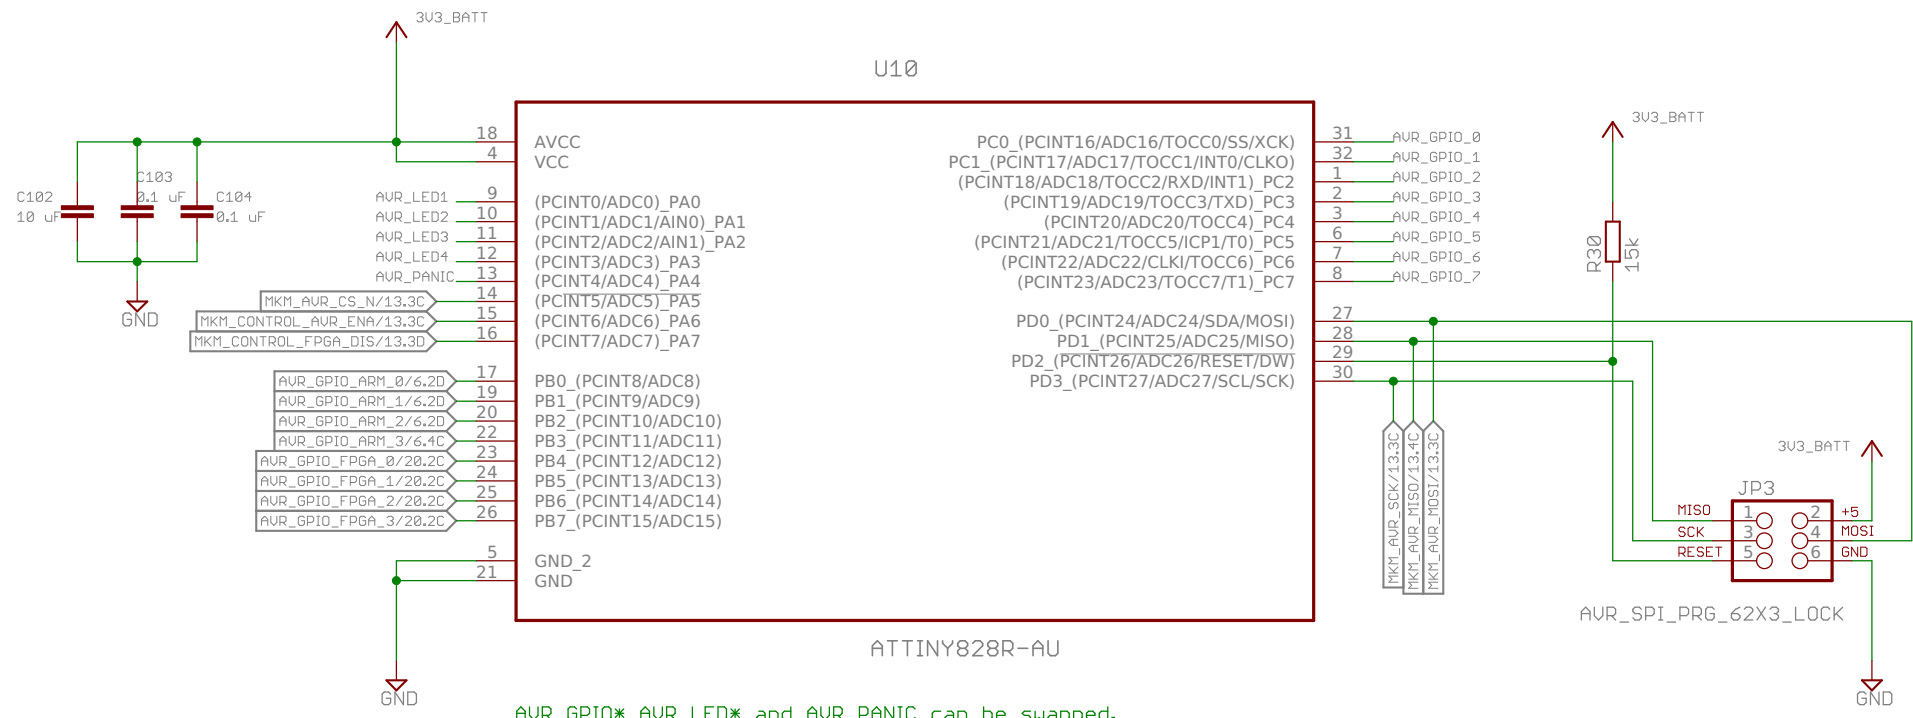 3V3_BATT
U10
18 AVCC
4 VCC
C102
10 uF
C103
0.1 uF
C104
0.1 uF
GND
AVR_LED1 9 (PCINT0/ADC0)_PA0
AVR_LED2 10 (PCINT1/ADC1/AIN0)_PA1
AVR_LED3 11 (PCINT2/ADC2/AIN1)_PA2
AVR_LED4 12 (PCINT3/ADC3)_PA3
AVR_PANIC 13 (PCINT4/ADC4)_PA4
MKM_AVR_CS_N/13.3C 14 (PCINT5/ADC5)_PA5
MKM_CONTROL_AVR_ENA/13.3C 15 (PCINT6/ADC6)_PA6
MKM_CONTROL_FPGA_DIS/13.3D 16 (PCINT7/ADC7)_PA7
AVR_GPIO_ARM_0/6.2D 17 PB0_(PCINT8/ADC8)
AVR_GPIO_ARM_1/6.2D 19 PB1_(PCINT9/ADC9)
AVR_GPIO_ARM_2/6.2D 20 PB2_(PCINT10/ADC10)
AVR_GPIO_ARM_3/6.4C 22 PB3_(PCINT11/ADC11)
AVR_GPIO_FPGA_0/20.2C 23 PB4_(PCINT12/ADC12)
AVR_GPIO_FPGA_1/20.2C 24 PB5_(PCINT13/ADC13)
AVR_GPIO_FPGA_2/20.2C 25 PB6_(PCINT14/ADC14)
AVR_GPIO_FPGA_3/20.2C 26 PB7_(PCINT15/ADC15)
5 GND_2
21 GND
GND
PC0_(PCINT16/ADC16/TOCC0/SS/XCK) 31 AVR_GPIO_0
PC1_(PCINT17/ADC17/TOCC1/INT0/CLKO) 32 AVR_GPIO_1
(PCINT18/ADC18/TOCC2/RXD/INT1)_PC2 1 AVR_GPIO_2
(PCINT19/ADC19/TOCC3/TXD)_PC3 2 AVR_GPIO_3
(PCINT20/ADC20/TOCC4)_PC4 3 AVR_GPIO_4
(PCINT21/ADC21/TOCC5/ICP1/T0)_PC5 6 AVR_GPIO_5
(PCINT22/ADC22/CLKI/TOCC6)_PC6 7 AVR_GPIO_6
(PCINT23/ADC23/TOCC7/T1)_PC7 8 AVR_GPIO_7
PD0_(PCINT24/ADC24/SDA/MOSI) 27
PD1_(PCINT25/ADC25/MISO) 28
PD2_(PCINT26/ADC26/RESET/DW) 29
PD3_(PCINT27/ADC27/SCL/SCK) 30
MKM_AVR_SCK/13.3C
MKM_AVR_MISO/13.4C
MKM_AVR_MOSI/13.3C
3V3_BATT
R30
15k
3V3_BATT
JP3
MISO 1 2 +5
SCK 3 4 MOSI
RESET 5 6 GND
AVR_SPI_PRG_62X3_LOCK
GND
ATTINY828R-AU
AVR_GPIO*,AVR_LED* and AVR_PANIC can be swapped.